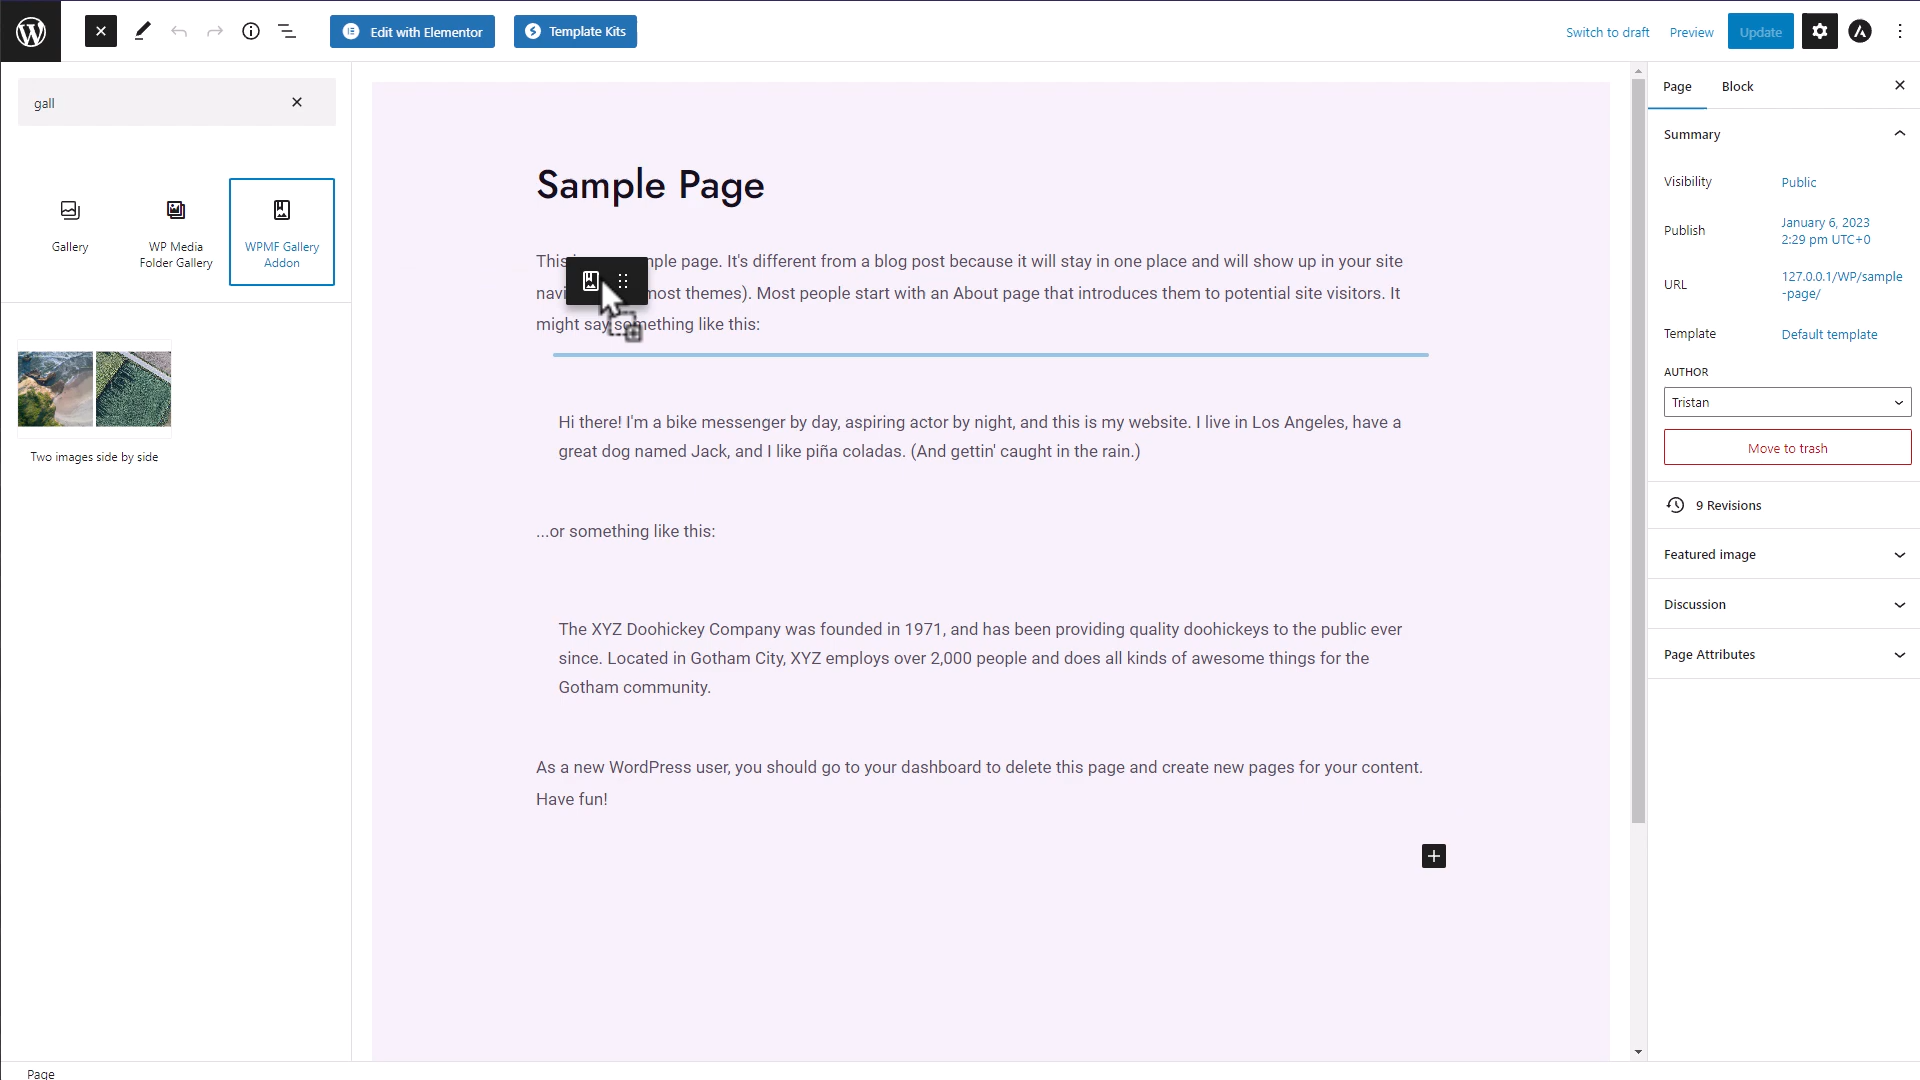 Edit with Elementor
Template Kits
Switch to draft
Preview
Update
gall
Gallery
WP Media
Folder Gallery
WPMF Gallery
Addon
Two images side by side
Sample Page
This mple page. It's different from a blog post because it will stay in one place and will show up in your site
navi most themes). Most people start with an About page that introduces them to potential site visitors. It
might say something like this:
Hi there! I'm a bike messenger by day, aspiring actor by night, and this is my website. I live in Los Angeles, have a
great dog named Jack, and I like piña coladas. (And gettin' caught in the rain.)
...or something like this:
The XYZ Doohickey Company was founded in 1971, and has been providing quality doohickeys to the public ever
since. Located in Gotham City, XYZ employs over 2,000 people and does all kinds of awesome things for the
Gotham community.
As a new WordPress user, you should go to your dashboard to delete this page and create new pages for your content.
Have fun!
Page
Block
Summary
Visibility
Public
Publish
January 6, 2023
2:29 pm UTC+0
URL
127.0.0.1/WP/sample
-page/
Template
Default template
AUTHOR
Tristan
Move to trash
9 Revisions
Featured image
Discussion
Page Attributes
Page